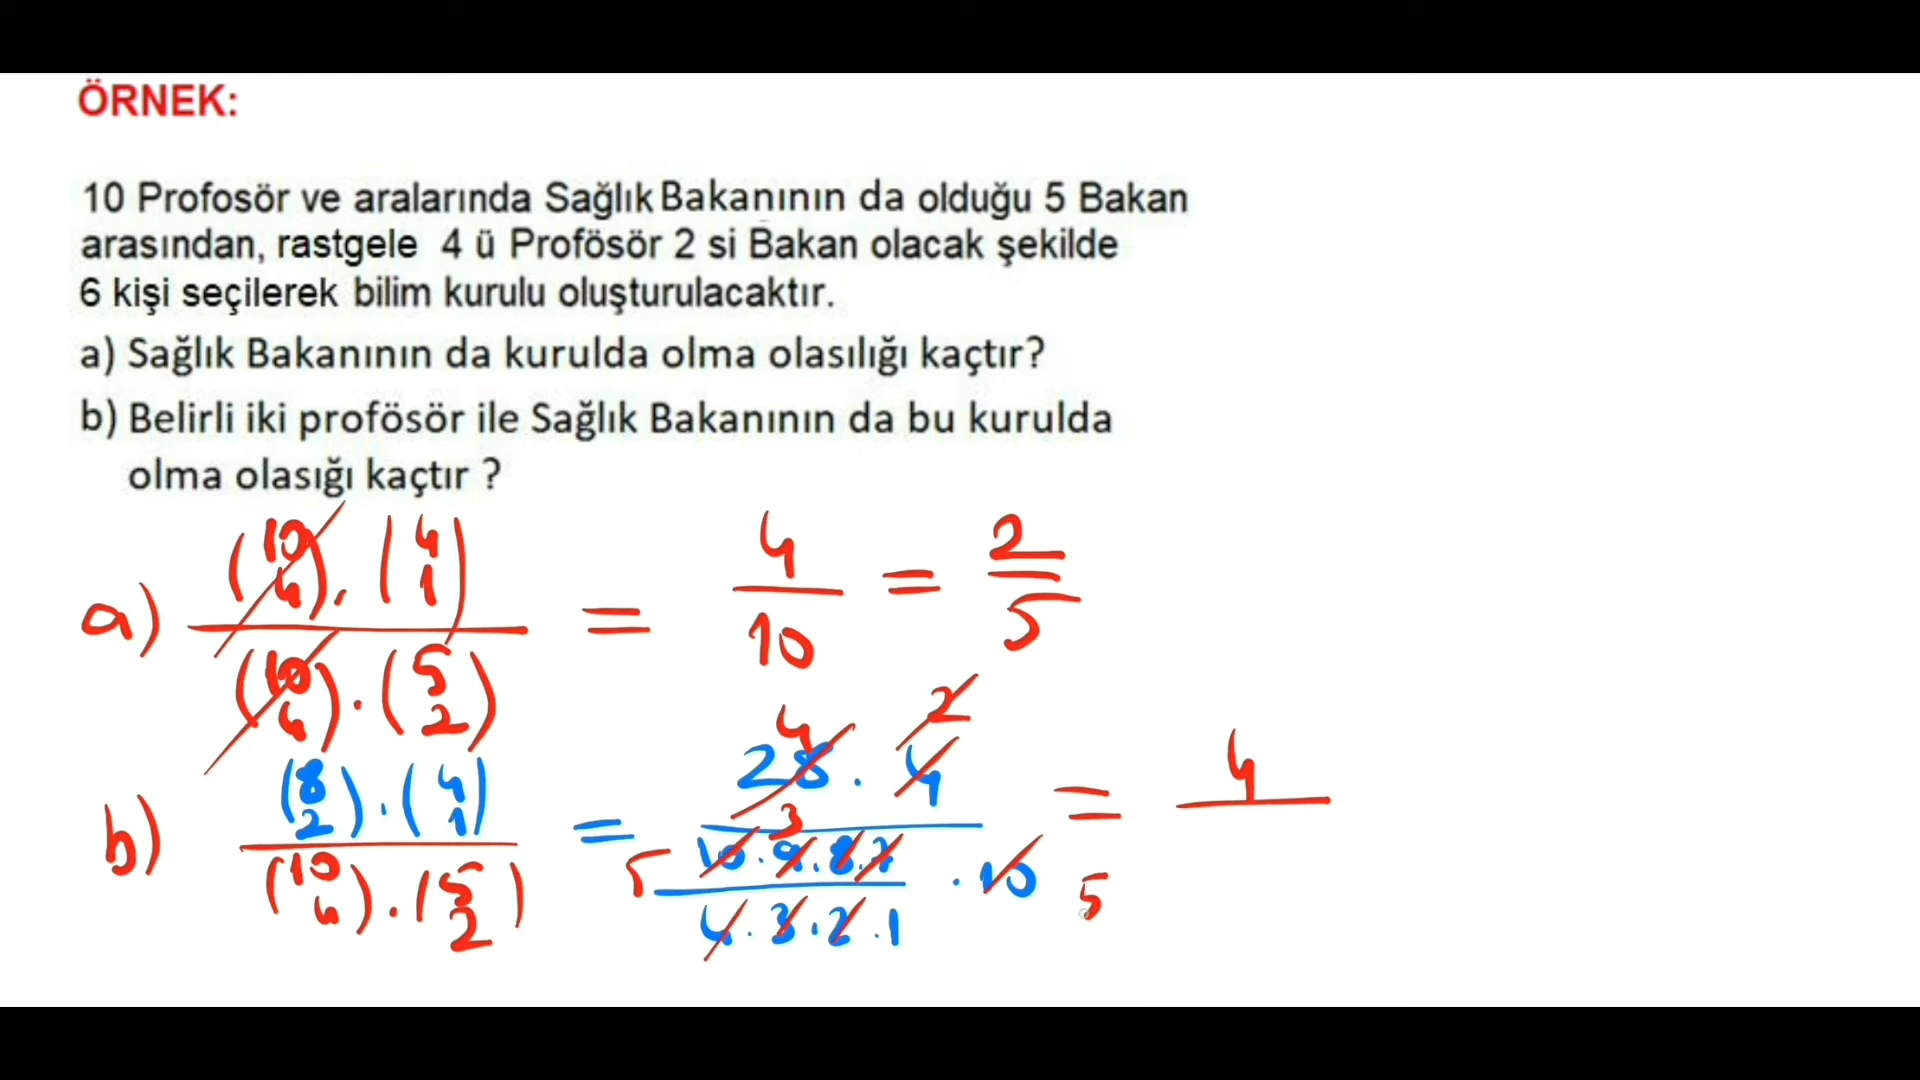 ÖRNEK:
10 Profosör ve aralarında Sağlık Bakanının da olduğu 5 Bakan
arasından, rastgele 4 ü Profösör 2 si Bakan olacak şekilde
6 kişi seçilerek bilim kurulu oluşturulacaktır.
a) Sağlık Bakanının da kurulda olma olasılığı kaçtır?
b) Belirli iki profösör ile Sağlık Bakanının da bu kurulda
olma olasığı kaçtır ?
a) (10 4) . (4 1) / (10 4) . (5 2) = 4 / 10 = 2 / 5
b) (8 2) . (4 1) / (10 4) . (5 2) = 28 . 4 / 10 . 9 . 8 . 7 / 4 . 3 . 2 . 1 . 10 = 4
4 2
3
5
5